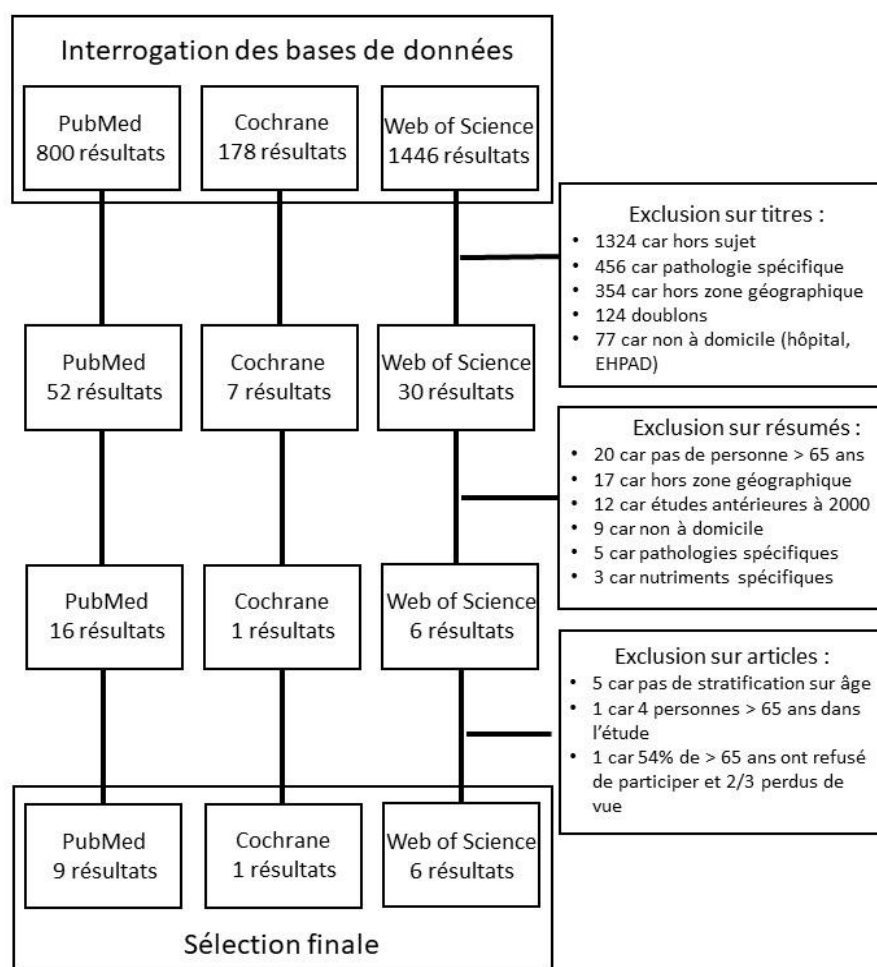 Interrogation des bases de données
PubMed
800 résultats
Cochrane
178 résultats
Web of Science
1446 résultats
Exclusion sur titres :
• 1324 car hors sujet
• 456 car pathologie spécifique
• 354 car hors zone géographique
• 124 doublons
• 77 car non à domicile (hôpital,
EHPAD)
PubMed
52 résultats
Cochrane
7 résultats
Web of Science
30 résultats
Exclusion sur résumés :
• 20 car pas de personne > 65 ans
• 17 car hors zone géographique
• 12 car études antérieures à 2000
• 9 car non à domicile
• 5 car pathologies spécifiques
• 3 car nutriments spécifiques
PubMed
16 résultats
Cochrane
1 résultats
Web of Science
6 résultats
Exclusion sur articles :
• 5 car pas de stratification sur âge
• 1 car 4 personnes > 65 ans dans
l'étude
• 1 car 54% de > 65 ans ont refusé
de participer et 2/3 perdus de
vue
PubMed
9 résultats
Cochrane
1 résultats
Web of Science
6 résultats
Sélection finale